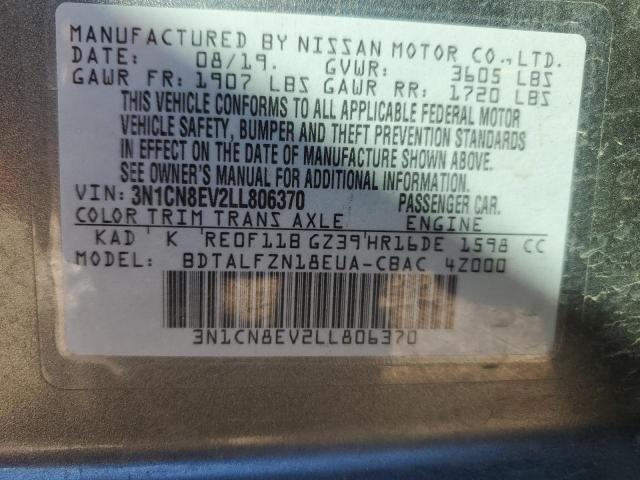 MANUFACTURED BY NISSAN MOTOR CO., LTD.
DATE: 08/19. GVWR: 3605 LBS
GAWR FR: 1907 LBS GAWR RR: 1720 LBS
THIS VEHICLE CONFORMS TO ALL APPLICABLE FEDERAL MOTOR
VEHICLE SAFETY, BUMPER AND THEFT PREVENTION STANDARDS
IN EFFECT ON THE DATE OF MANUFACTURE SHOWN ABOVE.
SEE OWNER'S MANUAL FOR ADDITIONAL INFORMATION.
VIN: 3N1CN8EV2LL806370 PASSENGER CAR.
COLOR TRIM TRANS AXLE ENGINE
KAD K RE0F11B GZ39 HR16DE 1598 CC
MODEL: BDTALFZN18EUA-CBAC 4Z000
3N1CN8EV2LL806370